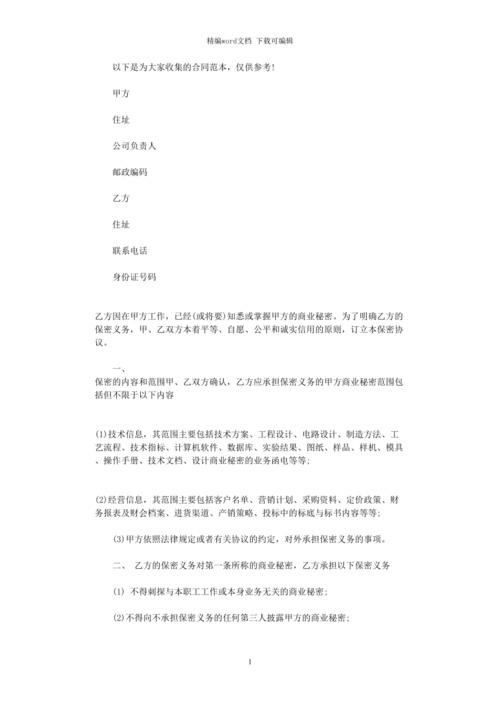 精编word文档 下载可编辑
以下是为大家收集的合同范本，仅供参考!
甲方
住址
公司负责人
邮政编码
乙方
住址
联系电话
身份证号码
乙方因在甲方工作，已经(或将要)知悉或掌握甲方的商业秘密。为了明确乙方的
保密义务，甲、乙双方本着平等、自愿、公平和诚实信用的原则，订立本保密协
议。
一、
保密的内容和范围甲、乙双方确认，乙方应承担保密义务的甲方商业秘密范围包
括但不限于以下内容
(1)技术信息，其范围主要包括技术方案、工程设计、电路设计、制造方法、工
艺流程、技术指标、计算机软件、数据库、实验结果、图纸、样品、样机、模具
、操作手册、技术文档、设计商业秘密的业务函电等等;
(2)经营信息，其范围主要包括客户名单、营销计划、采购资料、定价政策、财
务报表及财会档案、进货渠道、产销策略、投标中的标底与标书内容等等;
(3)甲方依照法律规定或者有关协议的约定，对外承担保密义务的事项。
二、 乙方的保密义务对第一条所称的商业秘密，乙方承担以下保密义务
(1) 不得刺探与本职工工作或本身业务无关的商业秘密;
(2)不得向不承担保密义务的任何第三人披露甲方的商业秘密;
1